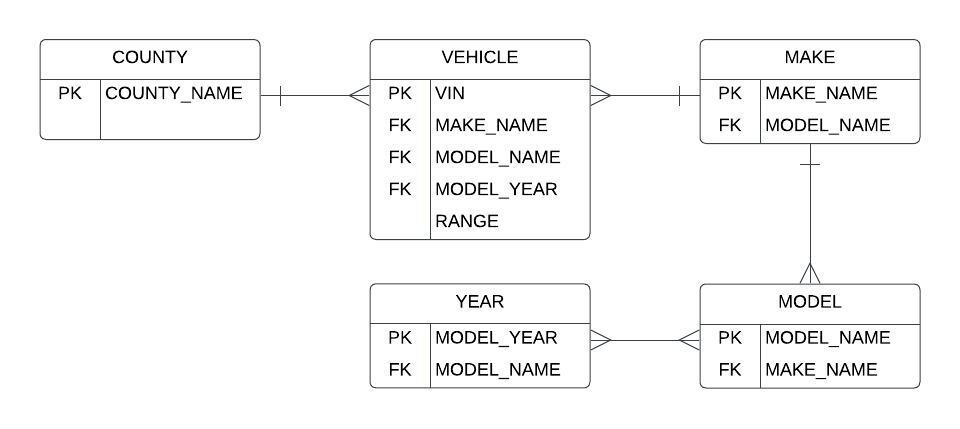 COUNTY
PK COUNTY_NAME
VEHICLE
PK VIN
FK MAKE_NAME
FK MODEL_NAME
FK MODEL_YEAR
RANGE
MAKE
PK MAKE_NAME
FK MODEL_NAME
YEAR
PK MODEL_YEAR
FK MODEL_NAME
MODEL
PK MODEL_NAME
FK MAKE_NAME